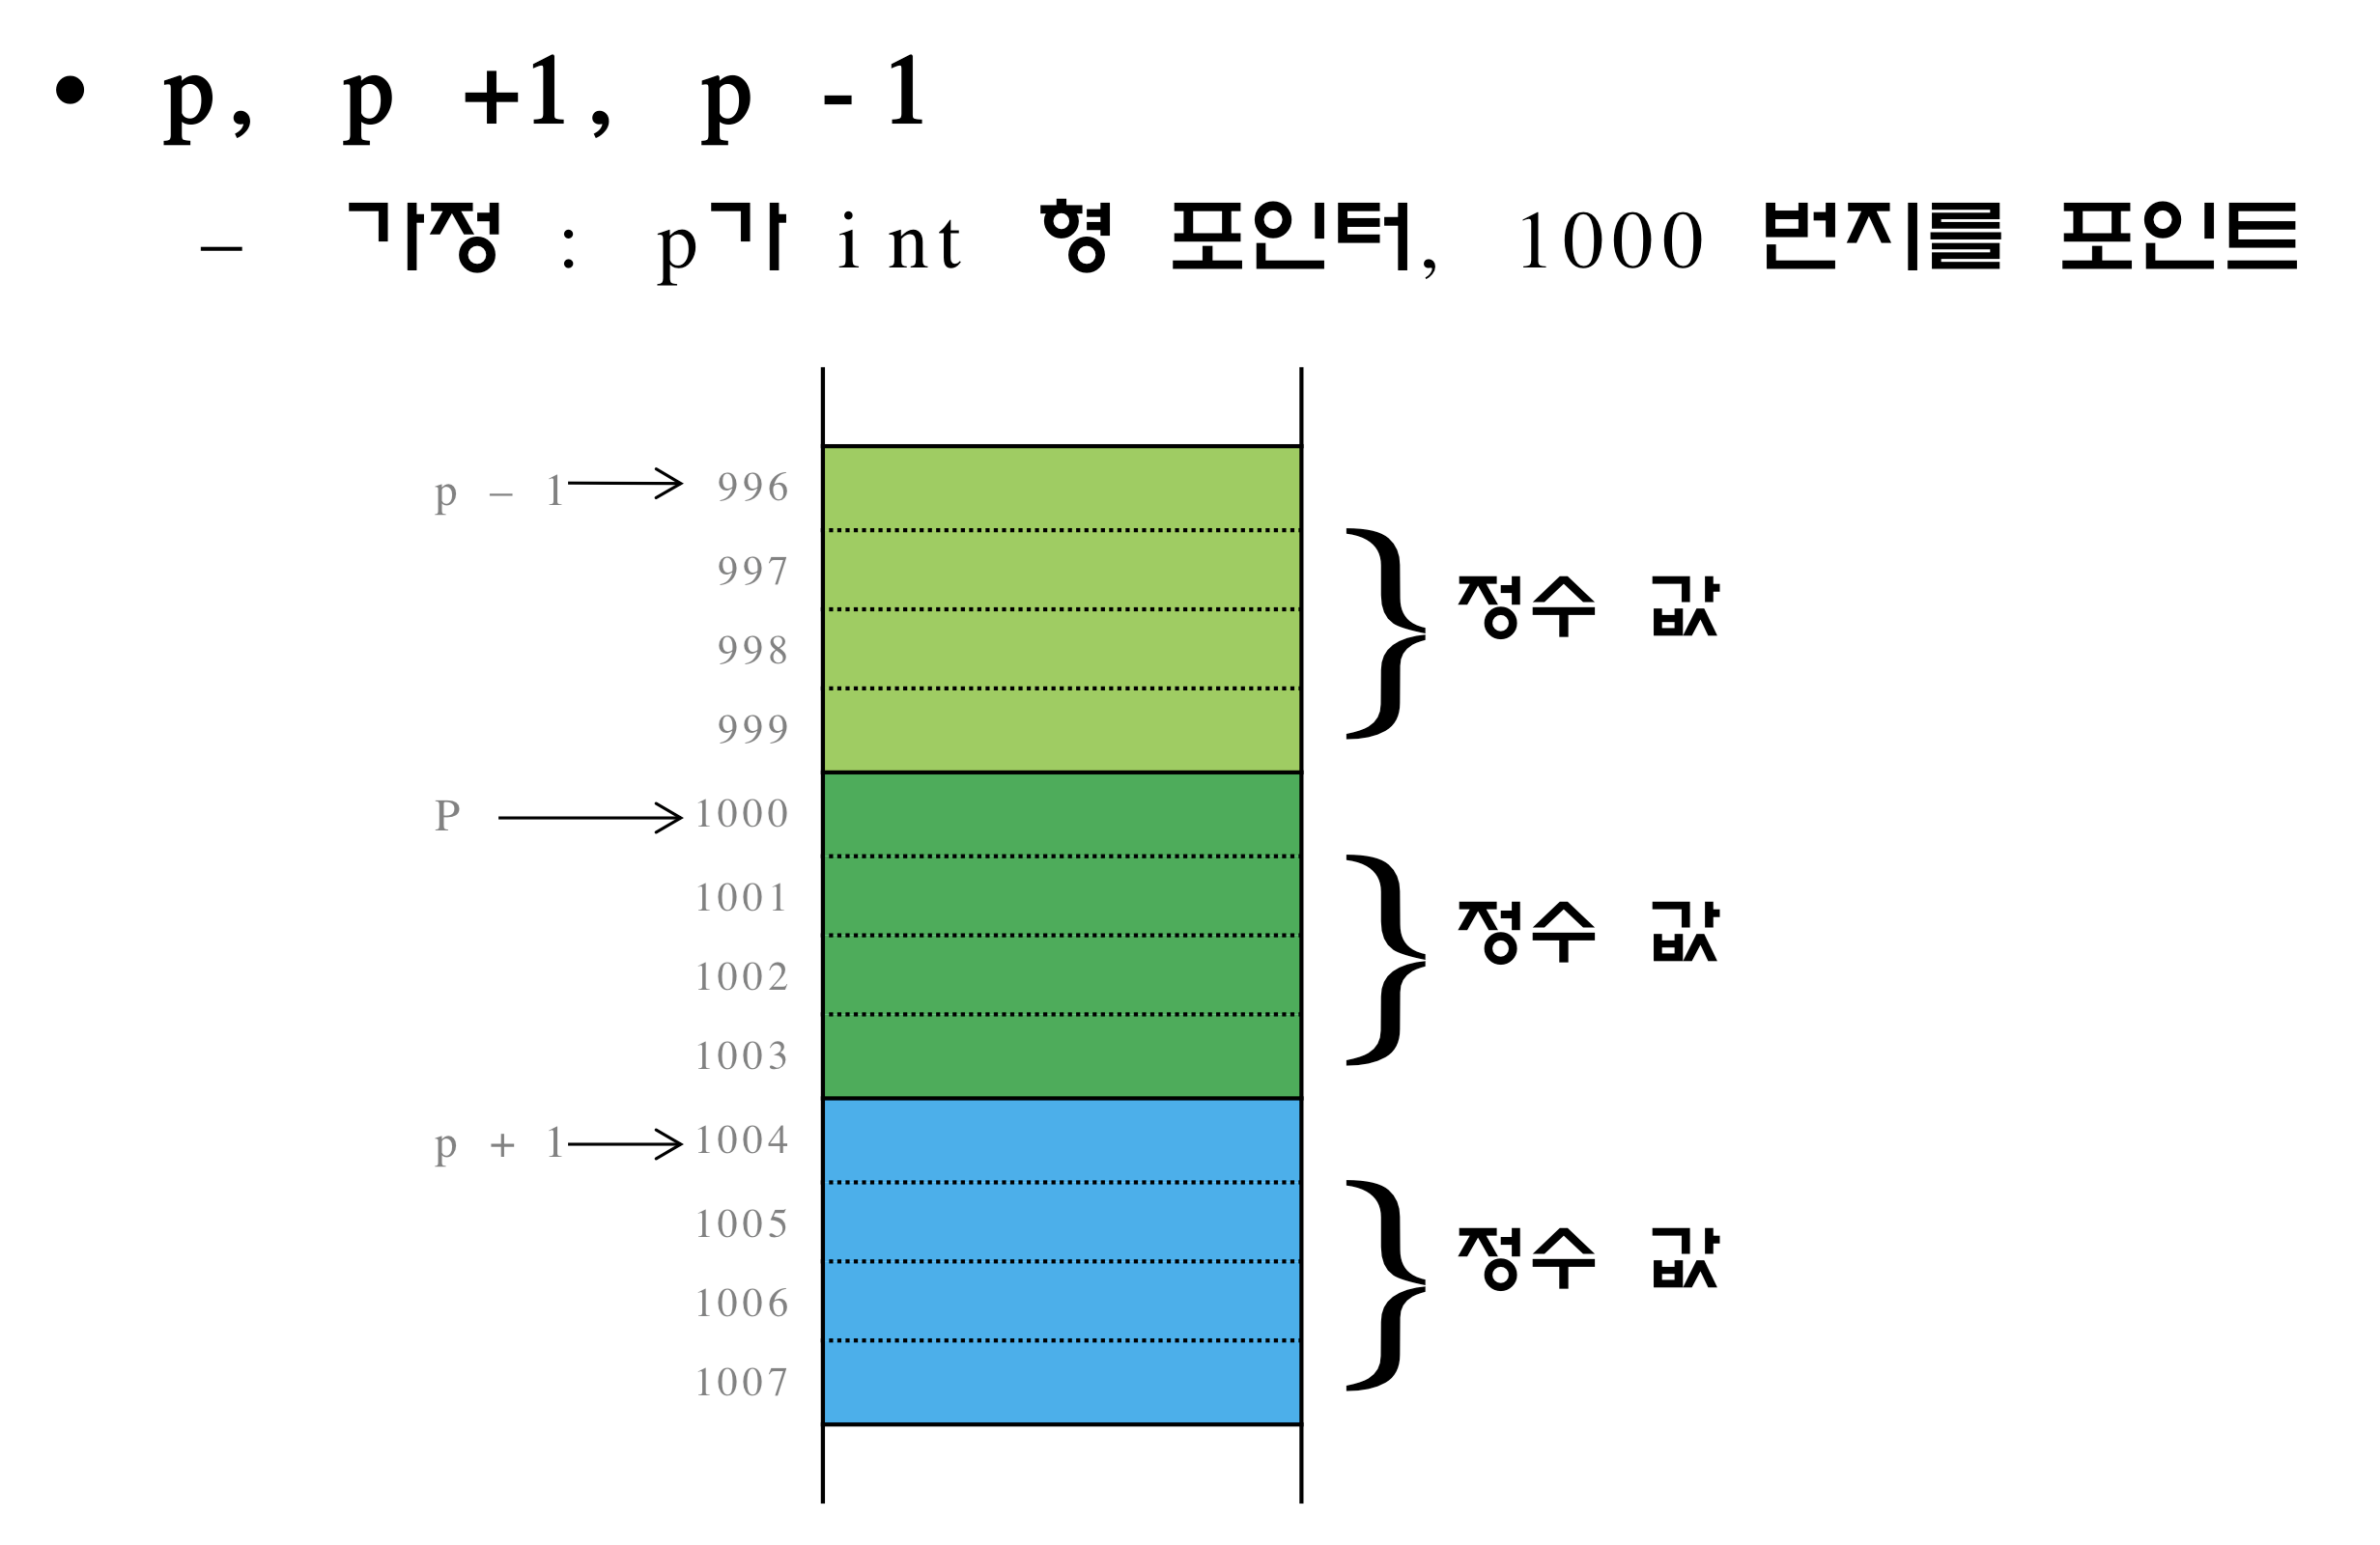 • p, p +1, p -1
– 가정 : p가 int 형 포인터, 1000 번지를 포인트
p – 1 → 996
997
} 정수 값
998
999
P → 1000
1001
} 정수 값
1002
1003
p + 1 → 1004
1005
} 정수 값
1006
1007